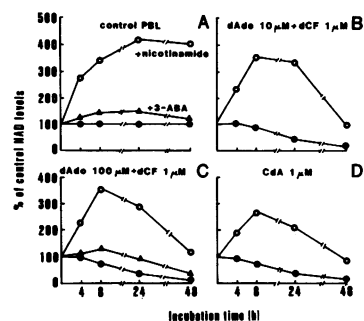 control PBL A
+nicotinamide
+3-ABA
dAdo 10 μM + dCF 1 μM B
500
400
300
200
100
% of control NAD levels
dAdo 100 μM + dCF 1 μM C
400
300
200
100
4 8 24 48
CdA 1 μM D
4 8 24 48
Incubation time (h)